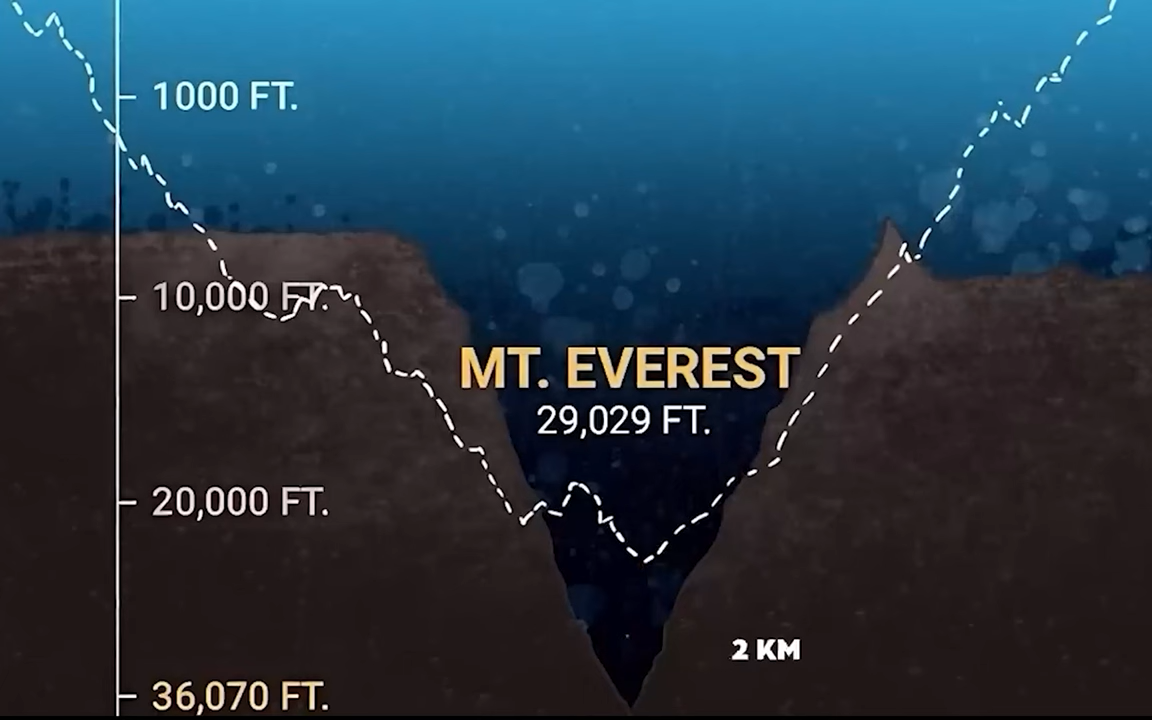 1000 FT.
10,000 FT.
MT. EVEREST
29,029 FT.
20,000 FT.
2 KM
36,070 FT.